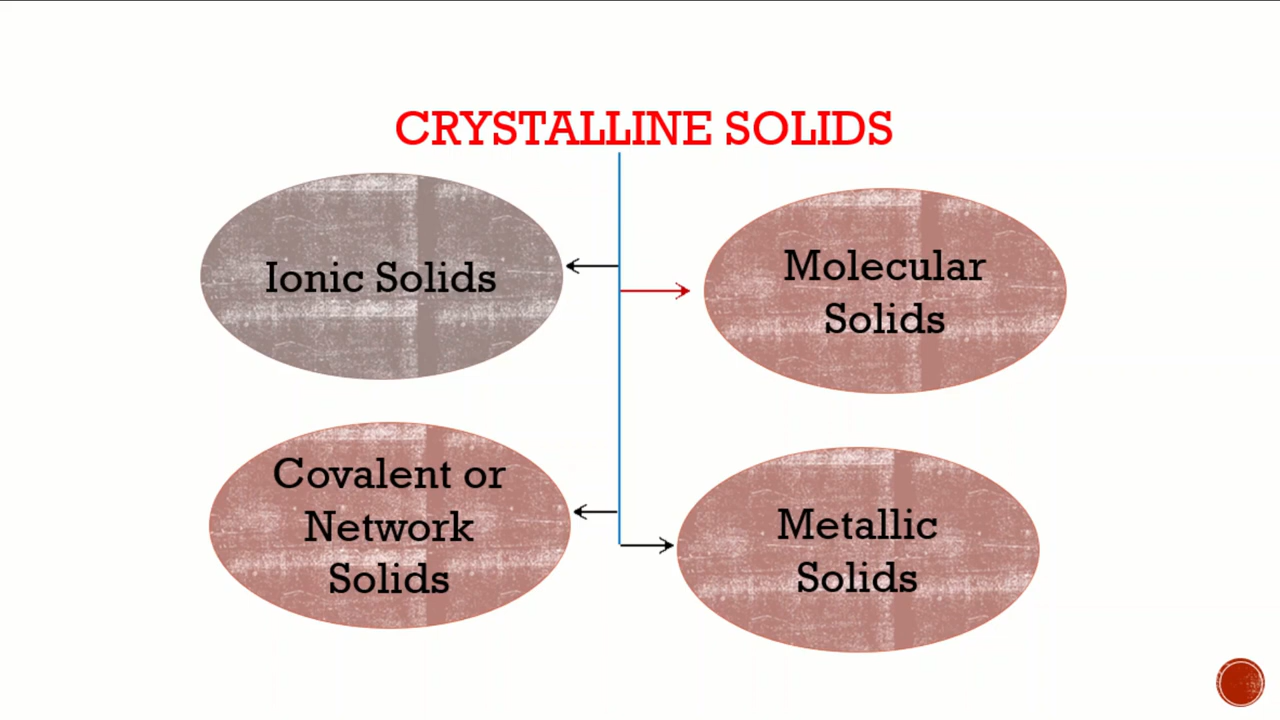 CRYSTALLINE SOLIDS
Ionic Solids
Molecular
Solids
Covalent or
Network
Solids
Metallic
Solids